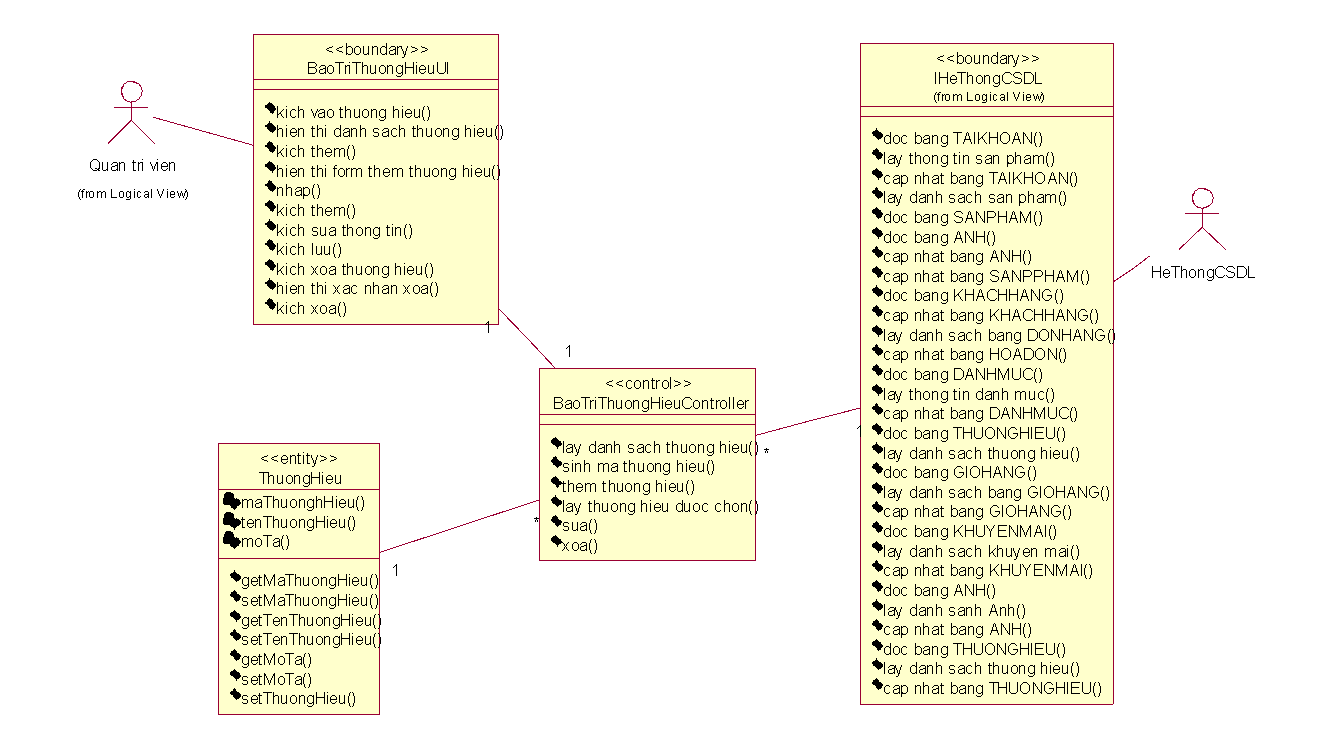 <<boundary>>
BaoTriThuongHieuUI
kich vao thuong hieu()
hien thi danh sach thuong hieu()
kich them()
hien thi form them thuong hieu()
nhap()
kich them()
kich sua thong tin()
kich luu()
kich xoa thuong hieu()
hien thi xac nhan xoa()
kich xoa()
Quan tri vien
(from Logical View)
1
1
<<control>>
BaoTriThuongHieuController
lay danh sach thuong hieu()
sinh ma thuong hieu()
them thuong hieu()
lay thuong hieu duoc chon()
sua()
xoa()
*
1
*
1
<<entity>>
ThuongHieu
maThuonghHieu()
tenThuongHieu()
moTa()
getMaThuongHieu()
setMaThuongHieu()
getTenThuongHieu()
setTenThuongHieu()
getMoTa()
setMoTa()
setThuongHieu()
<<boundary>>
IHeThongCSDL
(from Logical View)
doc bang TAIKHOAN()
lay thong tin san pham()
cap nhat bang TAIKHOAN()
lay danh sach san pham()
doc bang SANPHAM()
doc bang ANH()
cap nhat bang ANH()
cap nhat bang SANPPHAM()
doc bang KHACHHANG()
cap nhat bang KHACHHANG()
lay danh sach bang DONHANG()
cap nhat bang HOADON()
doc bang DANHMUC()
lay thong tin danh muc()
cap nhat bang DANHMUC()
doc bang THUONGHIEU()
lay danh sach thuong hieu()
doc bang GIOHANG()
lay danh sach bang GIOHANG()
cap nhat bang GIOHANG()
doc bang KHUYENMAI()
lay danh sach khuyen mai()
cap nhat bang KHUYENMAI()
doc bang ANH()
lay danh sanh Anh()
cap nhat bang ANH()
doc bang THUONGHIEU()
lay danh sach thuong hieu()
cap nhat bang THUONGHIEU()
HeThongCSDL